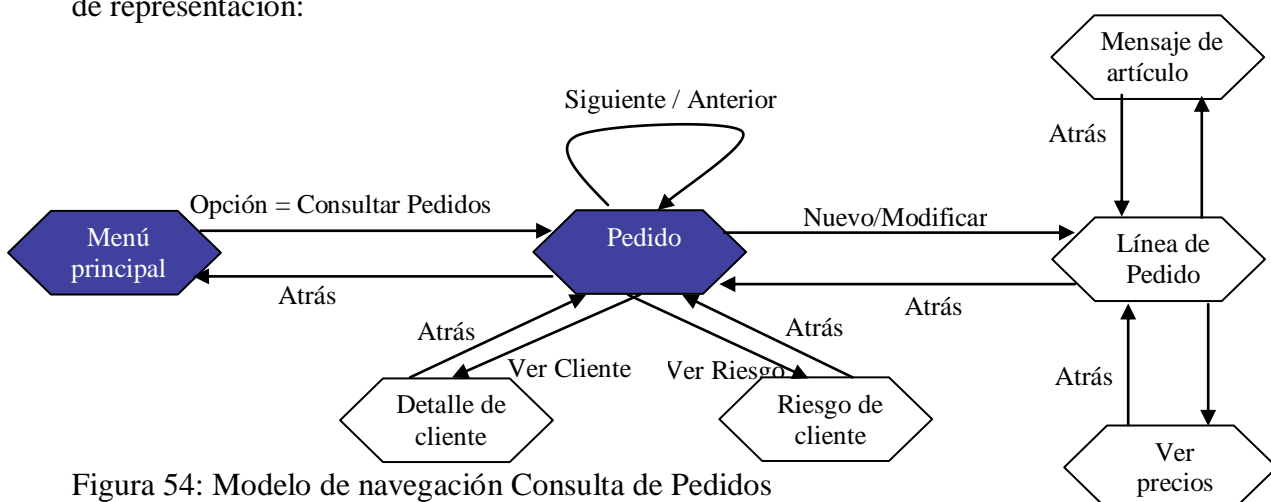 de representación:
Mensaje de
artículo
Siguiente / Anterior
Atrás
Opción = Consultar Pedidos
Nuevo/Modificar
Menú
principal
Pedido
Línea de
Pedido
Atrás
Atrás
Atrás
Atrás
Ver Cliente
Ver Riesgo
Atrás
Detalle de
cliente
Riesgo de
cliente
Ver
precios
Figura 54: Modelo de navegación Consulta de Pedidos